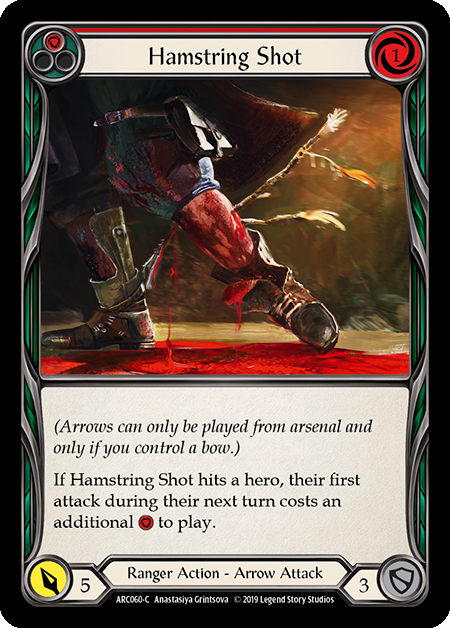 Hamstring Shot
1
(Arrows can only be played from arsenal and
only if you control a bow.)
If Hamstring Shot hits a hero, their first
attack during their next turn costs an
additional to play.
5
Ranger Action - Arrow Attack
3
ARC060-C Anastasiya Grintsova © 2019 Legend Story Studios